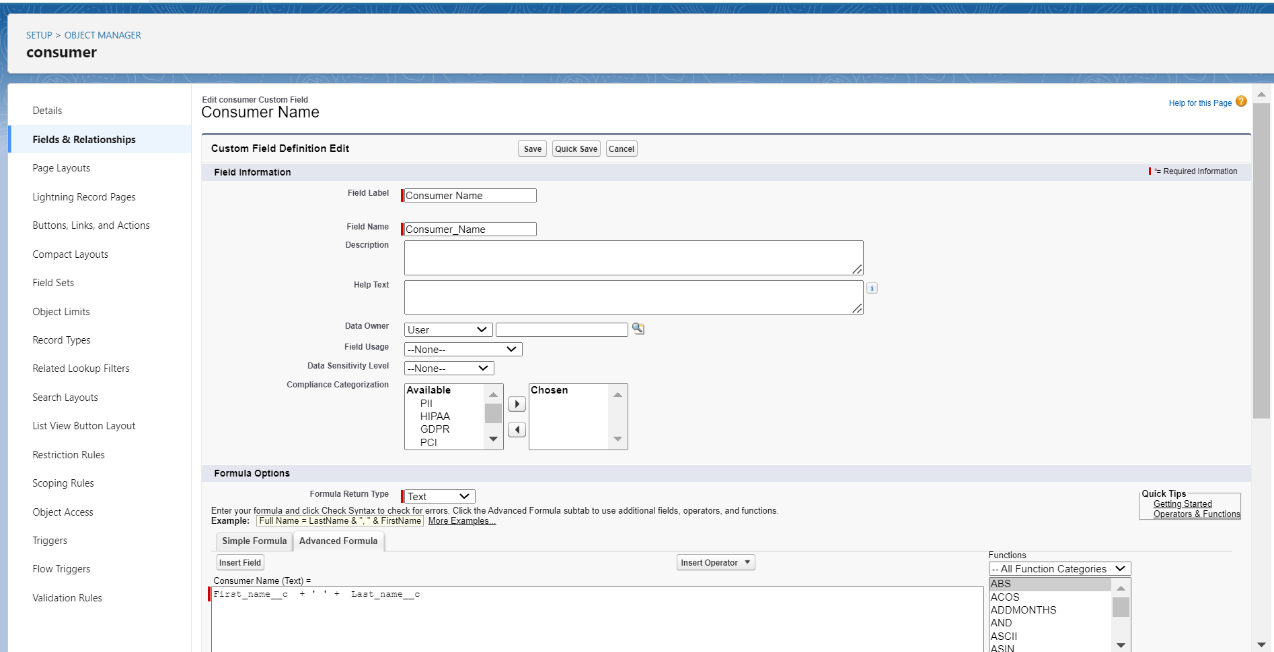 SETUP > OBJECT MANAGER
consumer
Details
Fields & Relationships
Page Layouts
Lightning Record Pages
Buttons, Links, and Actions
Compact Layouts
Field Sets
Object Limits
Record Types
Related Lookup Filters
Search Layouts
List View Button Layout
Restriction Rules
Scoping Rules
Object Access
Triggers
Flow Triggers
Validation Rules
Edit consumer Custom Field
Consumer Name
Help for this Page ?
Custom Field Definition Edit Save Quick Save Cancel
Field Information = Required Information
Field Label Consumer Name
Field Name Consumer_Name
Description
Help Text i
Data Owner User
Field Usage --None--
Data Sensitivity Level --None--
Compliance Categorization
Available Chosen
PII
HIPAA
GDPR
PCI
Formula Options
Formula Return Type Text
Quick Tips
Getting Started
Operators & Functions
Enter your formula and click Check Syntax to check for errors. Click the Advanced Formula subtab to use additional fields, operators, and functions.
Example: Full Name = LastName & ", " & FirstName More Examples...
Simple Formula Advanced Formula
Insert Field Insert Operator
Functions
-- All Function Categories
Consumer Name (Text) =
First_name__c + ' ' + Last_name__c
ABS
ACOS
ADDMONTHS
AND
ASCII
ASIN